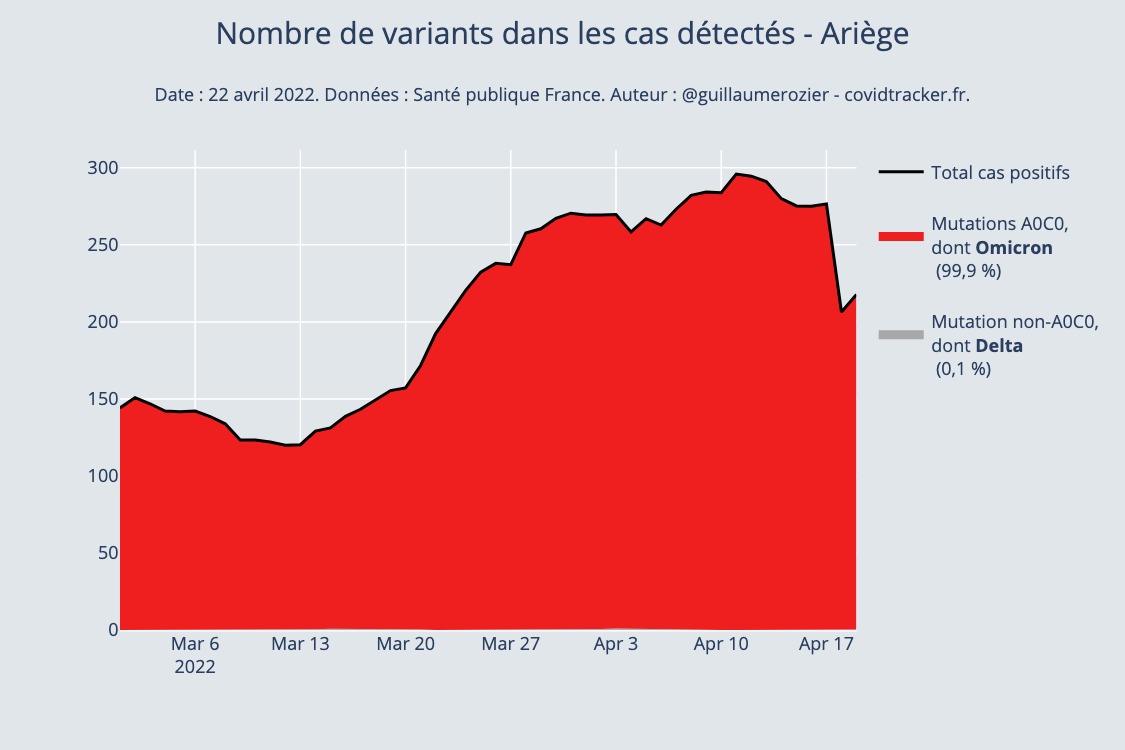 Nombre de variants dans les cas détectés - Ariège
Date : 22 avril 2022. Données : Santé publique France. Auteur : @guillaumerozier - covidtracker.fr.
300
250
200
150
100
50
0
Mar 6
2022
Mar 13
Mar 20
Mar 27
Apr 3
Apr 10
Apr 17
Total cas positifs
Mutations A0C0,
dont Omicron
(99,9 %)
Mutation non-A0C0,
dont Delta
(0,1 %)